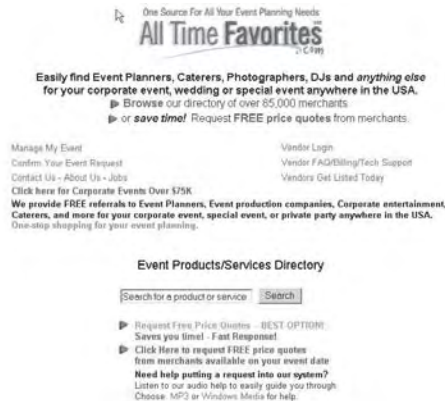 One Source For All Your Event Planning Needs
All Time Favorites
.com
Easily find Event Planners, Caterers, Photographers, DJs and anything else
for your corporate event, wedding or special event anywhere in the USA.
Browse our directory of over 85,000 merchants
or save time! Request FREE price quotes from merchants.
Manage My Event
Vendor Login
Confirm Your Event Request
Vendor FAQ/Billing/Tech Support
Contact Us - About Us - Jobs
Vendors Get Listed Today
Click here for Corporate Events Over $75K
We provide FREE referrals to Event Planners, Event production companies, Corporate entertainment,
Caterers, and more for your corporate event, special event, or private party anywhere in the USA.
One-stop shopping for your event planning.
Event Products/Services Directory
Search for a product or service Search
Request Free Price Quotes - BEST OPTION!
Saves you time! - Fast Response!
Click Here to request FREE price quotes
from merchants available on your event date
Need help putting a request into our system?
Listen to our audio help to easily guide you through
Choose MP3 or Windows Media for help.